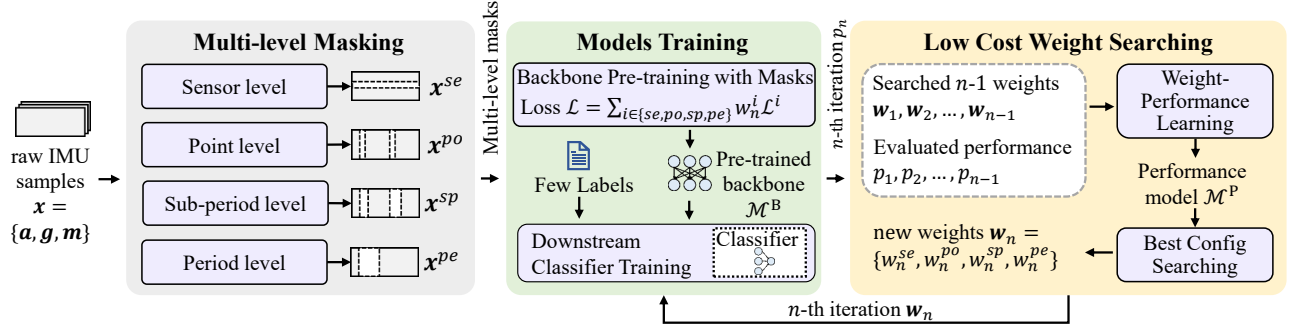 raw IMU
samples
𝒙 =
{𝒂, 𝒈, 𝒎}
Multi-level Masking
Sensor level
𝒙^{se}
Point level
𝒙^{po}
Sub-period level
𝒙^{sp}
Period level
𝒙^{pe}
Multi-level masks
Models Training
Backbone Pre-training with Masks
Loss ℒ = ∑_{i∈{se,po,sp,pe}} w_n^i ℒ^i
Few Labels
Pre-trained
backbone
ℳ^B
Downstream
Classifier Training
Classifier
n-th iteration p_n
Low Cost Weight Searching
Searched n-1 weights
𝒘_1, 𝒘_2, … , 𝒘_{n−1}
Evaluated performance
p_1, p_2, … , p_{n−1}
Weight-
Performance
Learning
Performance
model ℳ^P
Best Config
Searching
new weights 𝒘_n =
{w_n^{se}, w_n^{po}, w_n^{sp}, w_n^{pe}}
n-th iteration 𝒘_n